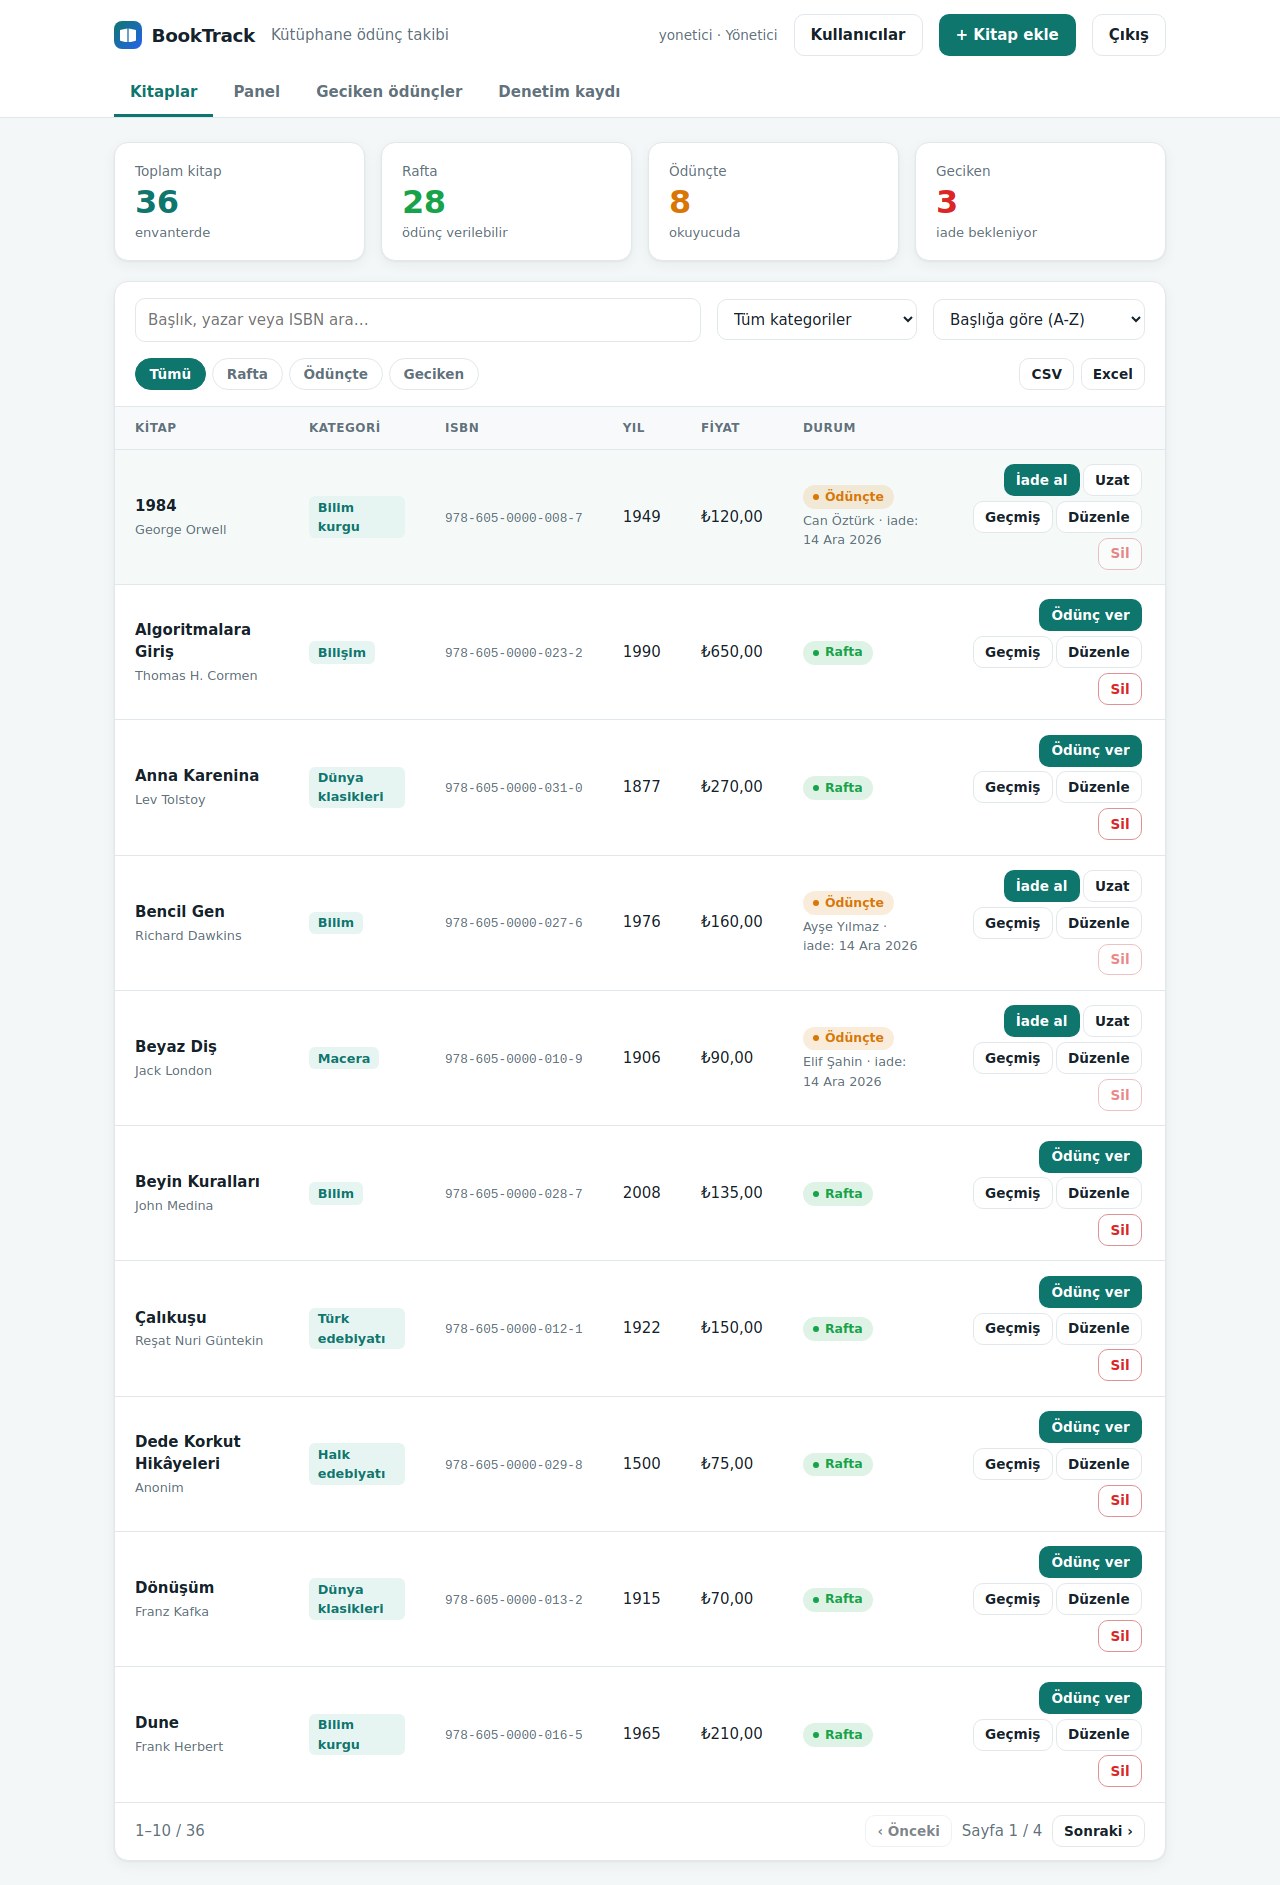 BookTrack Kütüphane ödünç takibi yonetici · Yönetici Kullanıcılar + Kitap ekle Çıkış
Kitaplar Panel Geciken ödünçler Denetim kaydı
Toplam kitap
36
envanterde
Rafta
28
ödünç verilebilir
Ödünçte
8
okuyucuda
Geciken
3
iade bekleniyor
Başlık, yazar veya ISBN ara… Tüm kategoriler Başlığa göre (A-Z)
Tümü Rafta Ödünçte Geciken CSV Excel
KİTAP KATEGORİ ISBN YIL FİYAT DURUM
1984
George Orwell
Bilim
kurgu
978-605-0000-008-7
1949
₺120,00
Ödünçte
Can Öztürk · iade:
14 Ara 2026
İade al Uzat
Geçmiş Düzenle
Sil
Algoritmalara
Giriş
Thomas H. Cormen
Bilişim
978-605-0000-023-2
1990
₺650,00
Rafta
Ödünç ver
Geçmiş Düzenle
Sil
Anna Karenina
Lev Tolstoy
Dünya
klasikleri
978-605-0000-031-0
1877
₺270,00
Rafta
Ödünç ver
Geçmiş Düzenle
Sil
Bencil Gen
Richard Dawkins
Bilim
978-605-0000-027-6
1976
₺160,00
Ödünçte
Ayşe Yılmaz ·
iade: 14 Ara 2026
İade al Uzat
Geçmiş Düzenle
Sil
Beyaz Diş
Jack London
Macera
978-605-0000-010-9
1906
₺90,00
Ödünçte
Elif Şahin · iade:
14 Ara 2026
İade al Uzat
Geçmiş Düzenle
Sil
Beyin Kuralları
John Medina
Bilim
978-605-0000-028-7
2008
₺135,00
Rafta
Ödünç ver
Geçmiş Düzenle
Sil
Çalıkuşu
Reşat Nuri Güntekin
Türk
edebiyatı
978-605-0000-012-1
1922
₺150,00
Rafta
Ödünç ver
Geçmiş Düzenle
Sil
Dede Korkut
Hikâyeleri
Anonim
Halk
edebiyatı
978-605-0000-029-8
1500
₺75,00
Rafta
Ödünç ver
Geçmiş Düzenle
Sil
Dönüşüm
Franz Kafka
Dünya
klasikleri
978-605-0000-013-2
1915
₺70,00
Rafta
Ödünç ver
Geçmiş Düzenle
Sil
Dune
Frank Herbert
Bilim
kurgu
978-605-0000-016-5
1965
₺210,00
Rafta
Ödünç ver
Geçmiş Düzenle
Sil
1–10 / 36 ‹ Önceki Sayfa 1 / 4 Sonraki ›